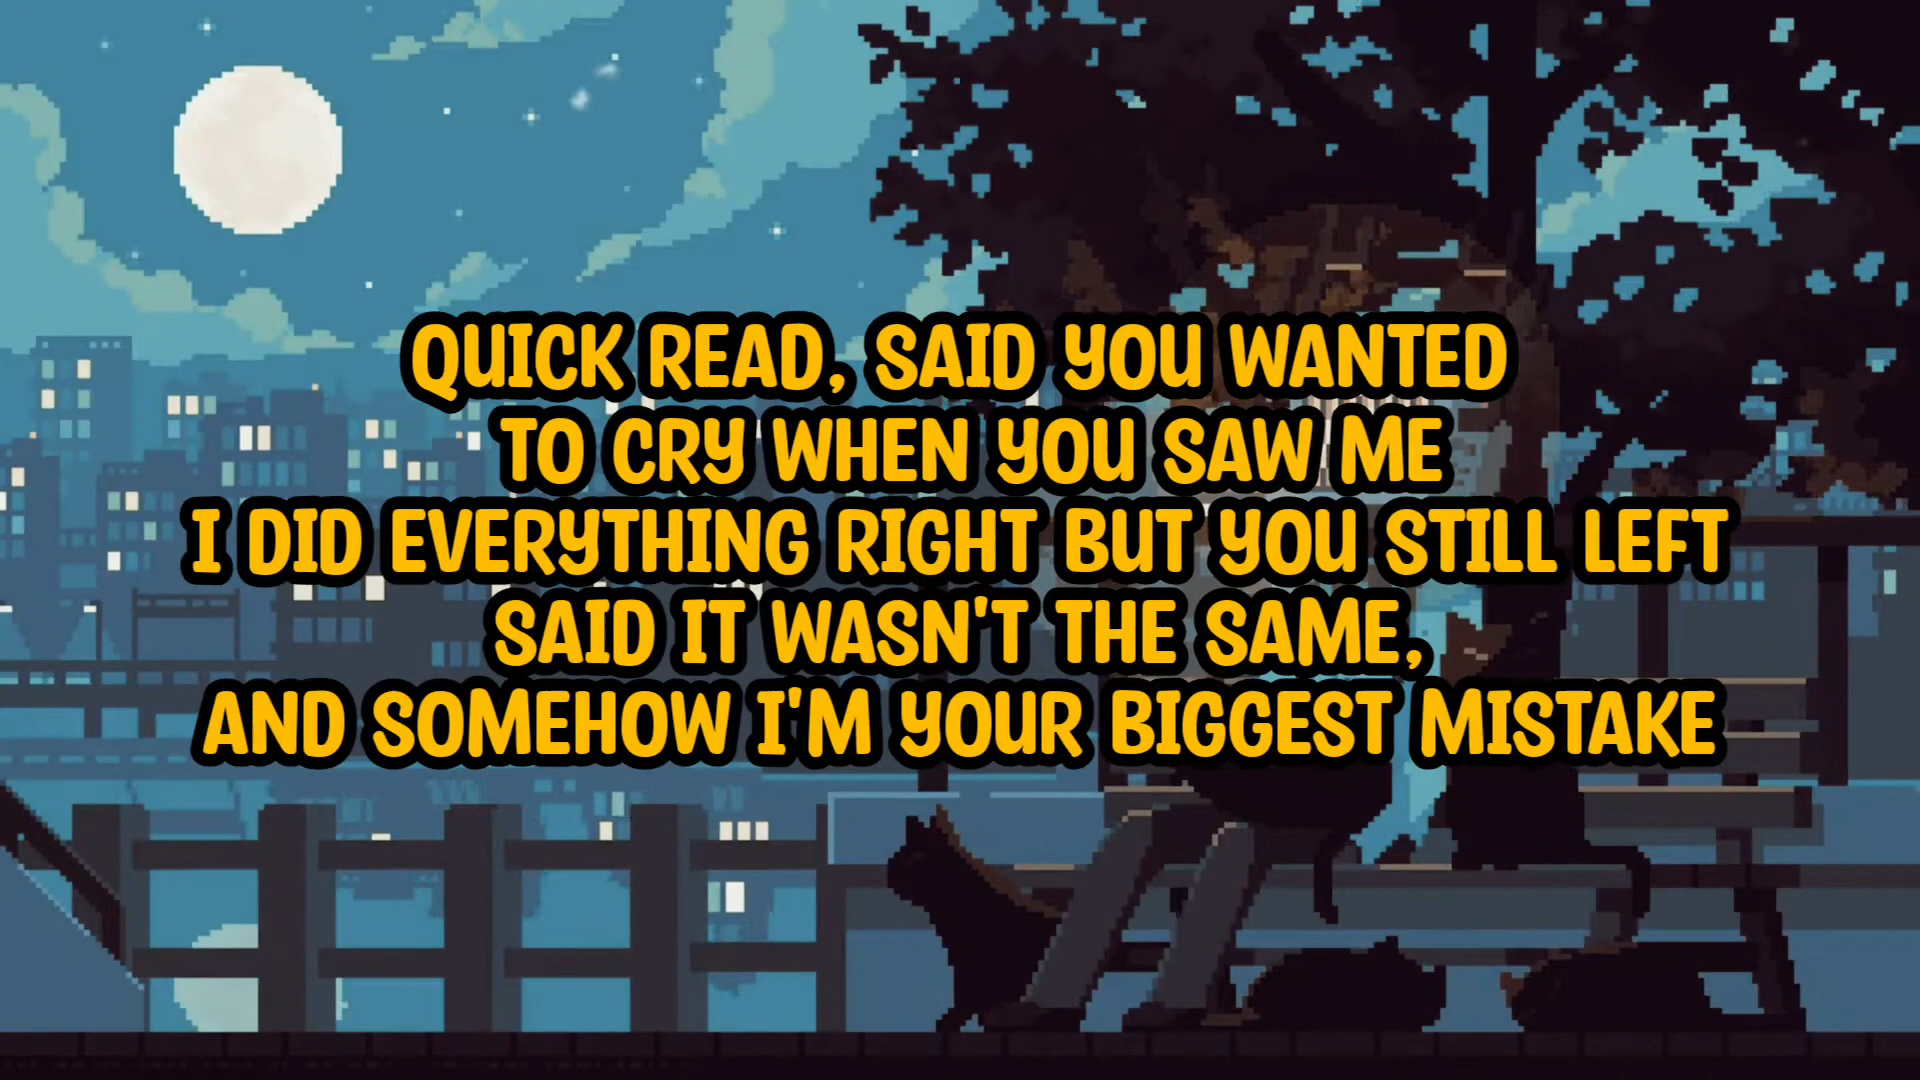 QUICK READ, SAID YOU WANTED
TO CRY WHEN YOU SAW ME
I DID EVERYTHING RIGHT BUT YOU STILL LEFT
SAID IT WASN'T THE SAME,
AND SOMEHOW I'M YOUR BIGGEST MISTAKE